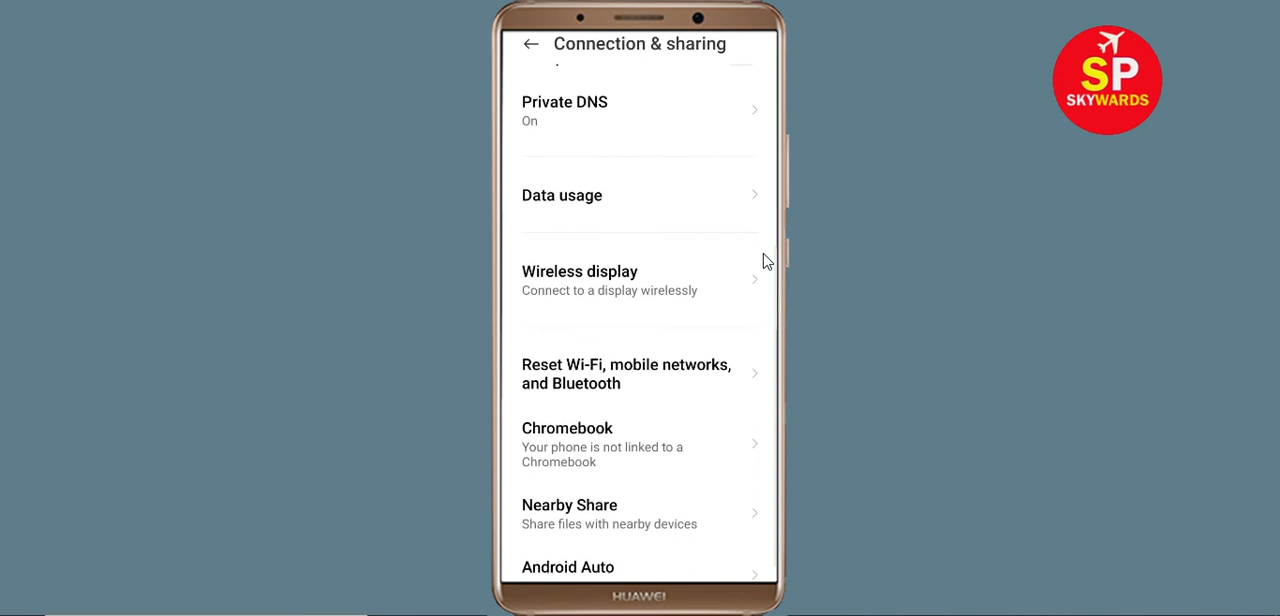 Connection & sharing
Private DNS
On
Data usage
Wireless display
Connect to a display wirelessly
Reset Wi-Fi, mobile networks,
and Bluetooth
Chromebook
Your phone is not linked to a
Chromebook
Nearby Share
Share files with nearby devices
Android Auto
HUAWEI
SP
SKYWARDS